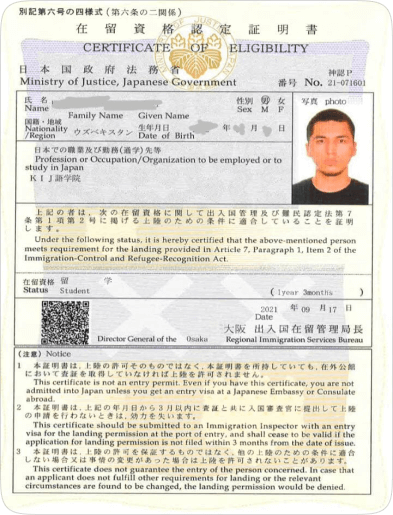 別記第六号の四様式（第六条の二関係）
在留資格認定証明書
CERTIFICATE OF ELIGIBILITY
日本国政府法務省
神認P
Ministry of Justice, Japanese Government
番号 No. 21-071601
氏名
Name
性別 男 女
Sex M F
写真 photo
Family Name Given Name
国籍・地域
Nationality
/Region
ウズベキスタン
生年月日
Date of Birth
年 月 日
日本での職業及び勤務(通学)先等
Profession or Occupation/Organization to be employed or to
study in Japan
KIJ語学院
上記の者は、次の在留資格に関して出入国管理及び難民認定法第7
条第1項第2号に掲げる上陸のための条件に適合していることを証明
します。
Under the following status, it is hereby certified that the above-mentioned person
meets requirement for the landing provided in Article 7, Paragraph 1, Item 2 of the
Immigration-Control and Refugee-Recognition Act.
在留資格 留 学
Status Student
( 1year 3months )
2021 年 09 月 17 日
Date
大阪 出入国在留管理局長
Director General of the Osaka Regional Immigration Services Bureau
(注意) Notice
1 本証明書は、上陸の許可そのものではなく、本証明書を所持していても、在外公館
において査証を取得していなければ上陸を許可されません。
This certificate is not an entry permit. Even if you have this certificate, you are not
admitted into Japan unless you get an entry visa at a Japanese Embassy or Consulate
abroad.
2 本証明書は、上記の年月日から3月以内に査証と共に入国審査官に提出して上陸
の申請を行わないときは、効力を失います。
This certificate should be submitted to an Immigration Inspector with an entry
visa for the landing permission at the port of entry, and shall cease to be valid if the
application for landing permission is not filed within 3 months from the date of issue.
3 本証明書は、上陸の許可を保証するものではなく、他の上陸のための条件に適合
しない場合又は事情の変更があった場合は上陸を許可されないことがあります。
This certificate does not guarantee the entry of the person concerned. In case that
an applicant does not fulfill other requirements for landing or the relevant
circumstances are found to be changed, the landing permission would be denied.